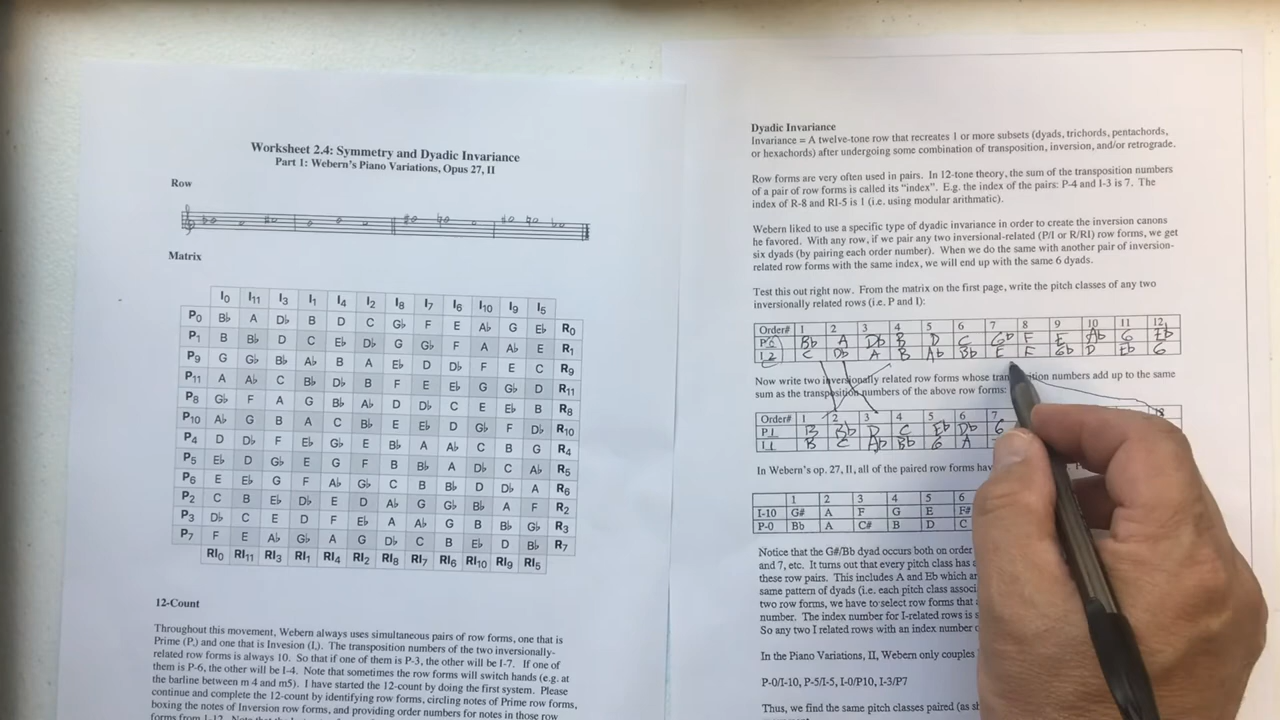 Worksheet 2.4: Symmetry and Dyadic Invariance
Part 1: Webern's Piano Variations, Opus 27, II
Row
Matrix
I0 I11 I3 I1 I4 I2 I8 I7 I6 I10 I9 I5
P0 Bb A Db B D C Gb F E Ab G Eb R0
P1 B Bb D C Eb Db G Gb F A Ab E R1
P9 G Gb Bb Ab B A Eb D Db F E C R9
P11 A Ab C Bb Db B F E Eb G Gb D R11
P8 Gb F A G Bb Ab D Db C E Eb B R8
P10 Ab G B A C Bb E Eb D Gb F Db R10
P4 D Db F Eb Gb E Bb A Ab C B G R4
P5 Eb D Gb E G F B Bb A Db C Ab R5
P6 E Eb G F Ab Gb C B Bb D Db A R6
P2 C B Eb Db E D Ab G Gb Bb A F R2
P3 Db C E D F Eb A Ab G B Bb Gb R3
P7 F E Ab Gb A G Db C B Eb D Bb R7
RI0 RI11 RI3 RI1 RI4 RI2 RI8 RI7 RI6 RI10 RI9 RI5
12-Count
Throughout this movement, Webern always uses simultaneous pairs of row forms, one that is
Prime (P,) and one that is Invesion (I,). The transposition numbers of the two inversionally-
related row forms is always 10. So that if one of them is P-3, the other will be I-7. If one of
them is P-6, the other will be I-4. Note that sometimes the row forms will switch hands (e.g. at
the barline between m 4 and m5). I have started the 12-count by doing the first system. Please
continue and complete the 12-count by identifying row forms, circling notes of Prime row forms,
boxing the notes of Inversion row forms, and providing order numbers for notes in those row
Dyadic Invariance
Invariance = A twelve-tone row that recreates 1 or more subsets (dyads, trichords, pentachords,
or hexachords) after undergoing some combination of transposition, inversion, and/or retrograde.
Row forms are very often used in pairs. In 12-tone theory, the sum of the transposition numbers
of a pair of row forms is called its "index". E.g. the index of the pairs: P-4 and I-3 is 7. The
index of R-8 and RI-5 is 1 (i.e. using modular arithmatic).
Webern liked to use a specific type of dyadic invariance in order to create the inversion canons
he favored. With any row, if we pair any two inversional-related (P/I or R/RI) row forms, we get
six dyads (by pairing each order number). When we do the same with another pair of inversion-
related row forms with the same index, we will end up with the same 6 dyads.
Test this out right now. From the matrix on the first page, write the pitch classes of any two
inversionally related rows (i.e. P and I):
Order# 1 2 3 4 5 6 7 8 9 10 11 12
Bb A Db B D C Gb F E Ab G Eb
I2 C Db A B Ab Bb E F Gb D Eb G
Now write two inversionally related row forms whose transposition numbers add up to the same
sum as the transposition numbers of the above row forms:
Order# 1 2 3 4 5 6 7
P1 B Bb D C Eb Db G
I1 B C Ab Bb G A
In Webern's op. 27, II, all of the paired row forms hav
1 2 3 4 5 6
I-10 G# A F G E F#
P-0 Bb A C# B D C
Notice that the G#/Bb dyad occurs both on order
and 7, etc. It turns out that every pitch class has a
these row pairs. This includes A and Eb which ar
same pattern of dyads (i.e. each pitch class associ
two row forms, we have to select row forms that
number. The index number for I-related rows is s
So any two I related rows with an index number
In the Piano Variations, II, Webern only couples
P-0/I-10, P-5/I-5, I-0/P10, I-3/P7
Thus, we find the same pitch classes paired (as sh